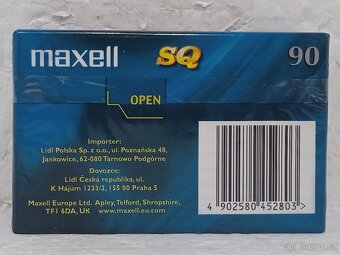 maxell SQ 90
OPEN
Importer:
Lidl Polska Sp. z o.o., ul. Poznańska 48,
Jankowice, 62-080 Tarnowo Podgórne
Dovozce:
Lidl Česká republika, ul.
K Hájům 1233/2, 155 00 Praha 5
Maxell Europe Ltd. Apley, Telford, Shropshire,
TF1 6DA, UK www.maxell.eu.com
4 902580 452803 >